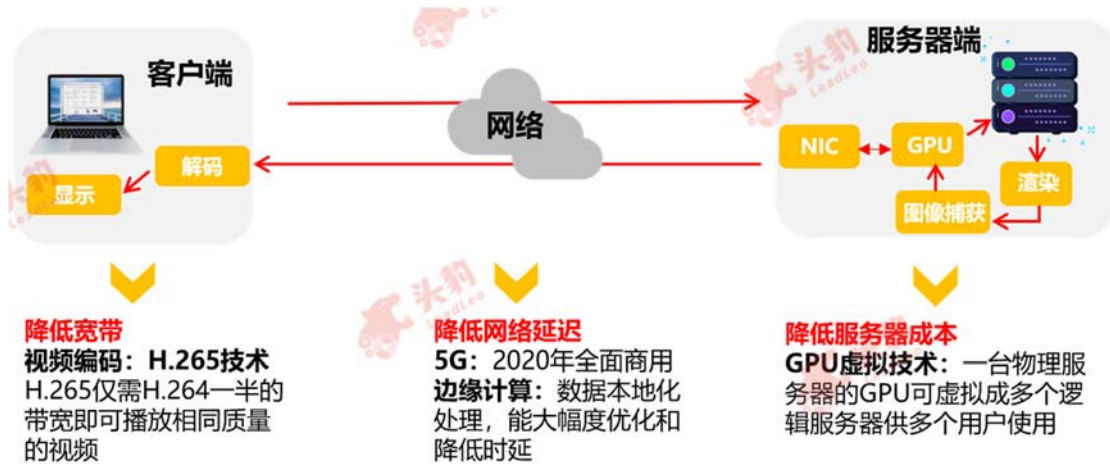 客户端
解码
显示
网络
服务器端
NIC
GPU
渲染
图像捕获
降低宽带
视频编码：H.265技术
H.265仅需H.264一半的
带宽即可播放相同质量
的视频
降低网络延迟
5G：2020年全面商用
边缘计算：数据本地化
处理，能大幅度优化和
降低时延
降低服务器成本
GPU虚拟技术：一台物理服
务器的GPU可虚拟成多个逻
辑服务器供多个用户使用
头豹
LeadLeo
头豹
LeadLeo